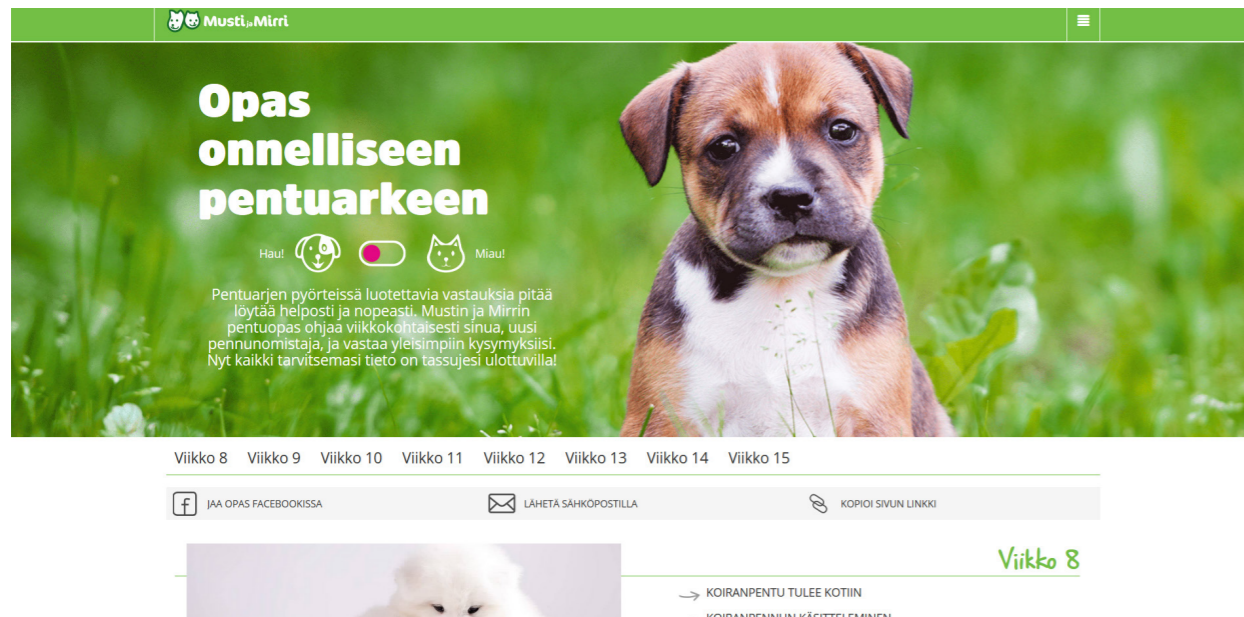 Musti ja Mirri
Opas
onnelliseen
pentuarkeen
Hau! Miau!
Pentuarjen pyörteissä luotettavia vastauksia pitää
löytää helposti ja nopeasti. Mustin ja Mirrin
pentuopas ohjaa viikkokohtaisesti sinua, uusi
pennunomistaja, ja vastaa yleisimpiin kysymyksiisi.
Nyt kaikki tarvitsemasi tieto on tassujesi ulottuvilla!
Viikko 8 Viikko 9 Viikko 10 Viikko 11 Viikko 12 Viikko 13 Viikko 14 Viikko 15
JAA OPAS FACEBOOKISSA LÄHETÄ SÄHKÖPOSTILLA KOPIOI SIVUN LINKKI
Viikko 8
KOIRANPENTU TULEE KOTIIN
KOIRANPENNUN KÄSITTELEMINEN